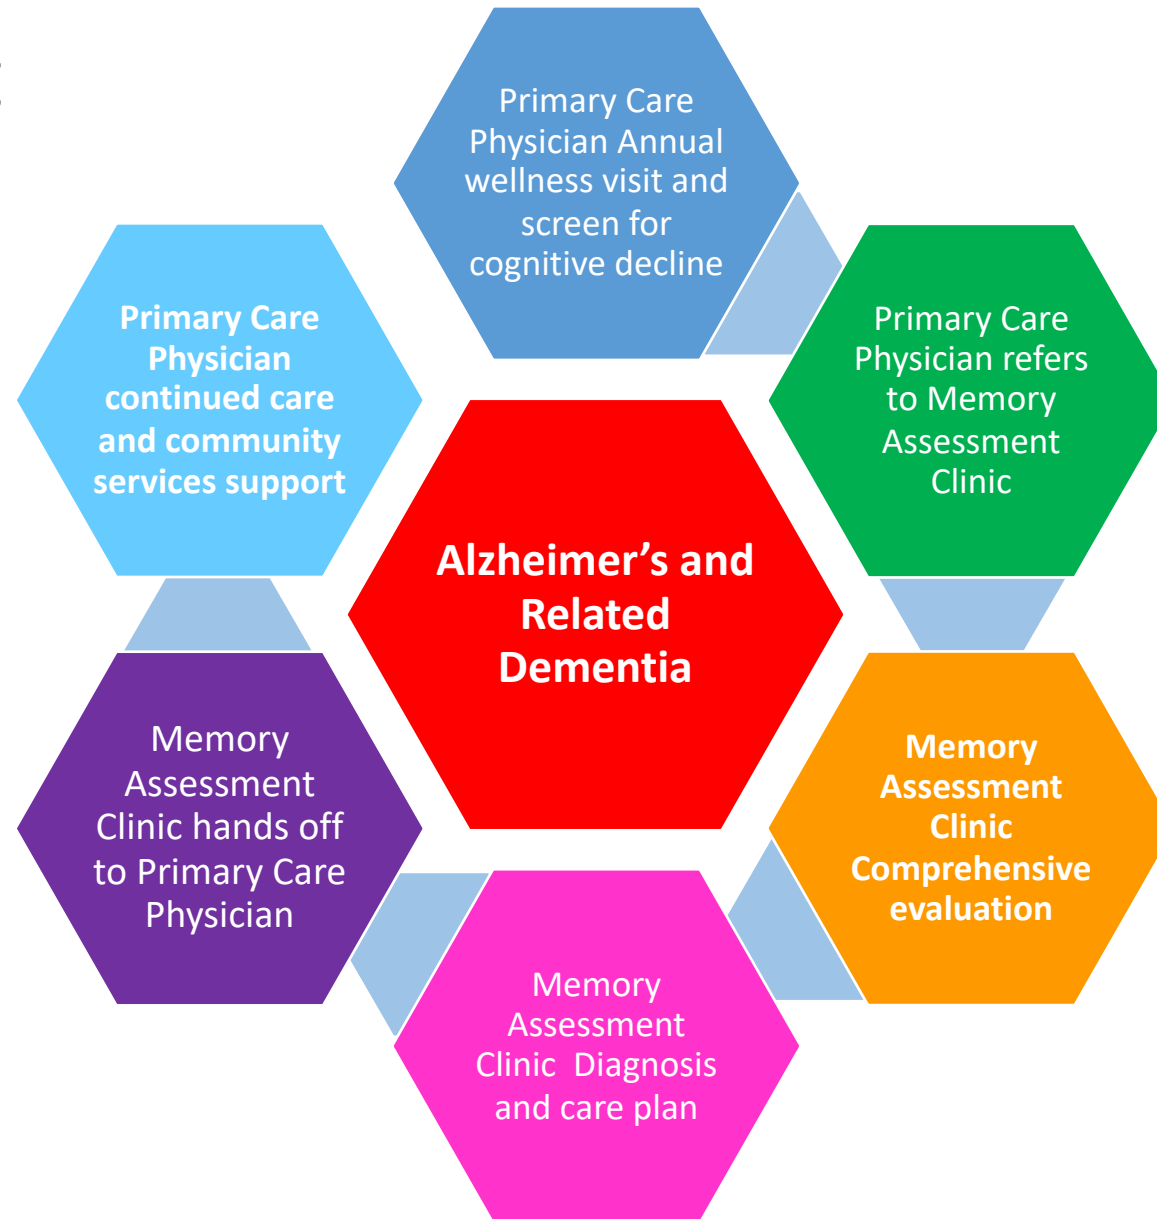 Primary Care
Physician Annual
wellness visit and
screen for
cognitive decline
Primary Care
Physician refers
to Memory
Assessment
Clinic
Memory
Assessment
Clinic
Comprehensive
evaluation
Memory
Assessment
Clinic  Diagnosis
and care plan
Memory
Assessment
Clinic hands off
to Primary Care
Physician
Primary Care
Physician
continued care
and community
services support
Alzheimer’s and
Related
Dementia